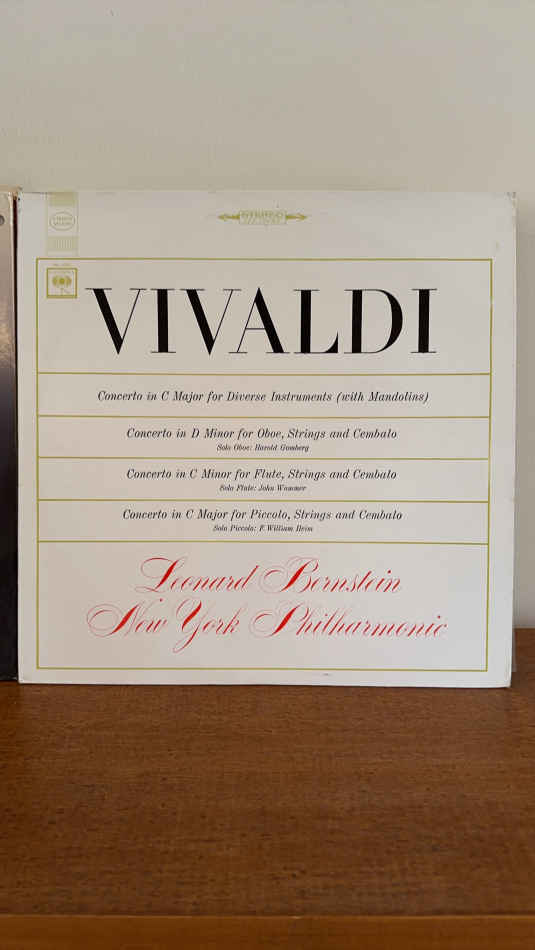 STEREO
VIVALDI
Concerto in C Major for Diverse Instruments (with Mandolins)
Concerto in D Minor for Oboe, Strings and Cembalo
Solo Oboe: Harold Gomberg
Concerto in C Minor for Flute, Strings and Cembalo
Solo Flute: John Wummer
Concerto in C Major for Piccolo, Strings and Cembalo
Solo Piccolo: F. William Heim
Leonard Bernstein
New York Philharmonic